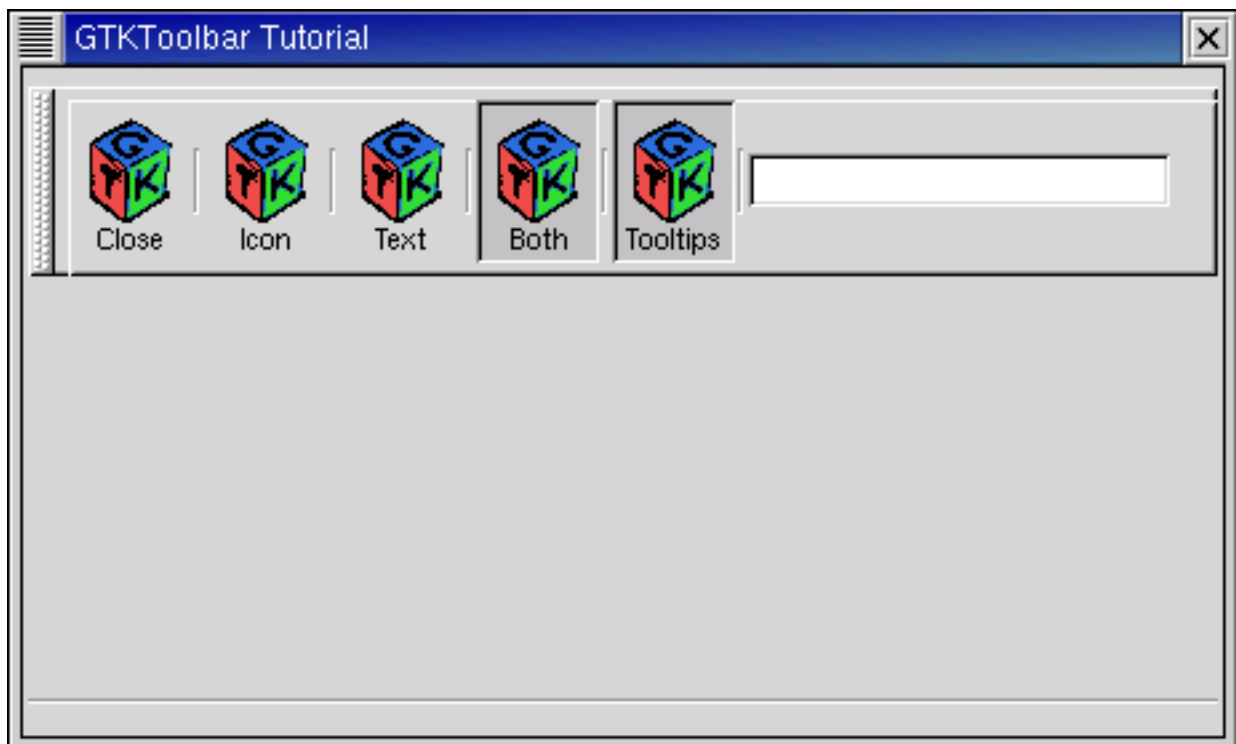 GTKToolbar Tutorial
G T K G T K G T K G T K G T K
Close Icon Text Both Tooltips